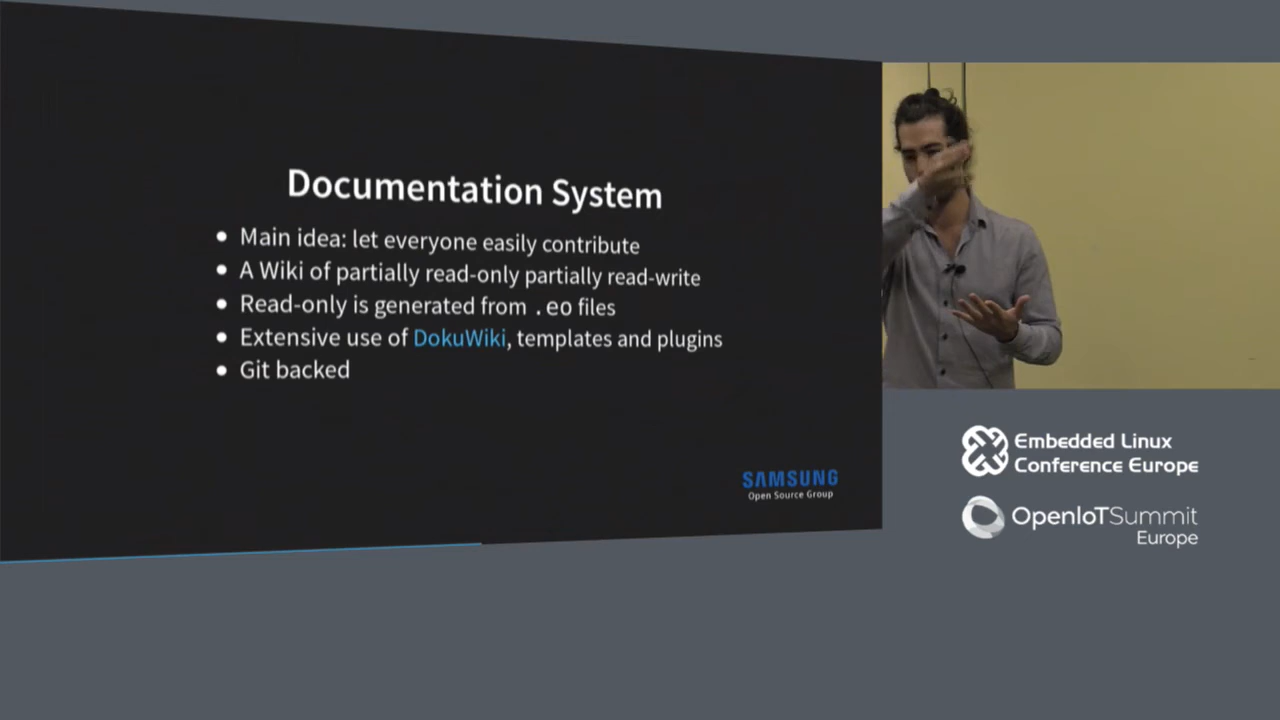 Documentation System
Main idea: let everyone easily contribute
A Wiki of partially read-only partially read-write
Read-only is generated from .eo files
Extensive use of DokuWiki, templates and plugins
Git backed
SAMSUNG
Open Source Group
Embedded Linux
Conference Europe
OpenIoTSummit
Europe